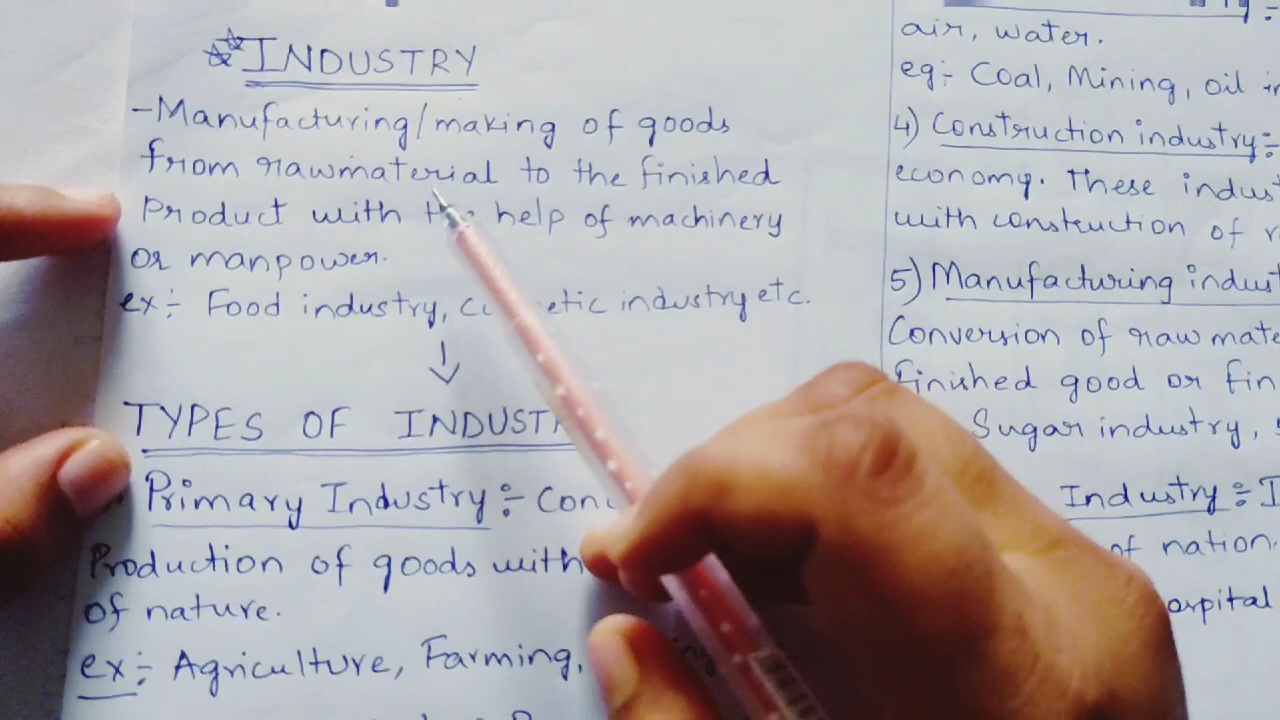 INDUSTRY
-Manufacturing/making of goods
from rawmaterial to the finished
Product with the help of machinery
or manpower.
ex:- Food industry, industry etc.
↓
TYPES OF
Primary Industry :-
Production of goods with
of nature.
ex:- Agriculture, Farming,
air, water.
eg:- Coal, Mining, oil
4) Construction industry:-
economy. These
with construction of
5) Manufacturing
Conversion of raw
finished good or
Sugar industry,
Industry :-
of nation.